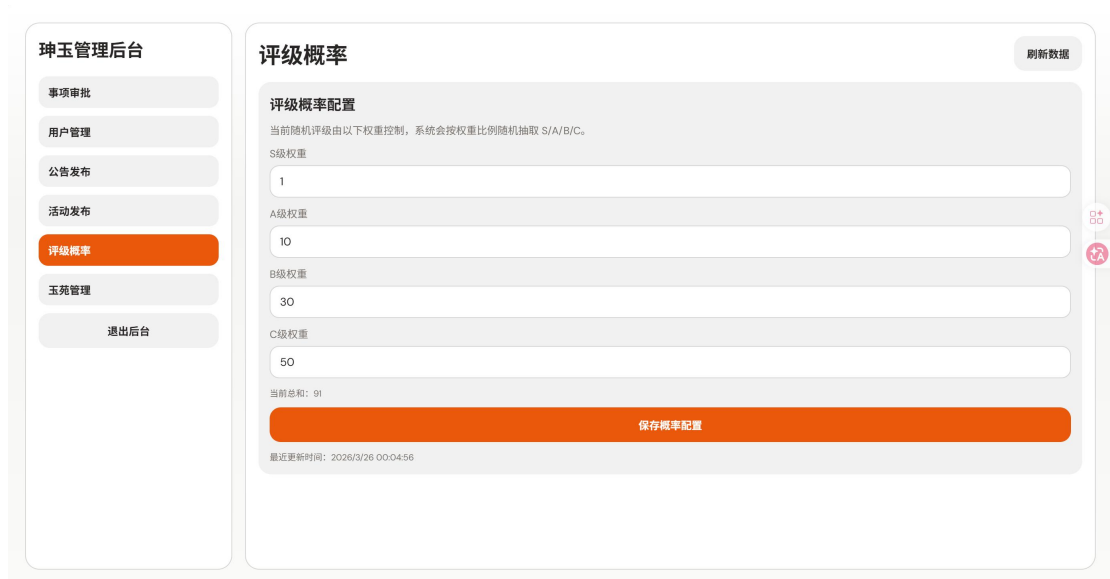 珅玉管理后台
事项审批
用户管理
公告发布
活动发布
评级概率
玉苑管理
退出后台
评级概率
刷新数据
评级概率配置
当前随机评级由以下权重控制，系统会按权重比例随机抽取 S/A/B/C。
S级权重
1
A级权重
10
B级权重
30
C级权重
50
当前总和：91
保存概率配置
最近更新时间：2026/3/26 00:04:56